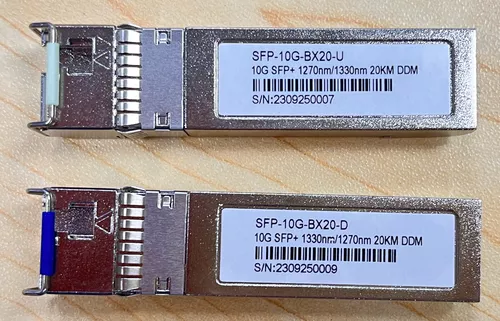 SFP-10G-BX20-U
10G SFP+ 1270nm/1330nm 20KM DDM
S/N:2309250007
SFP-10G-BX20-D
10G SFP+ 1330nm/1270nm 20KM DDM
S/N:2309250009